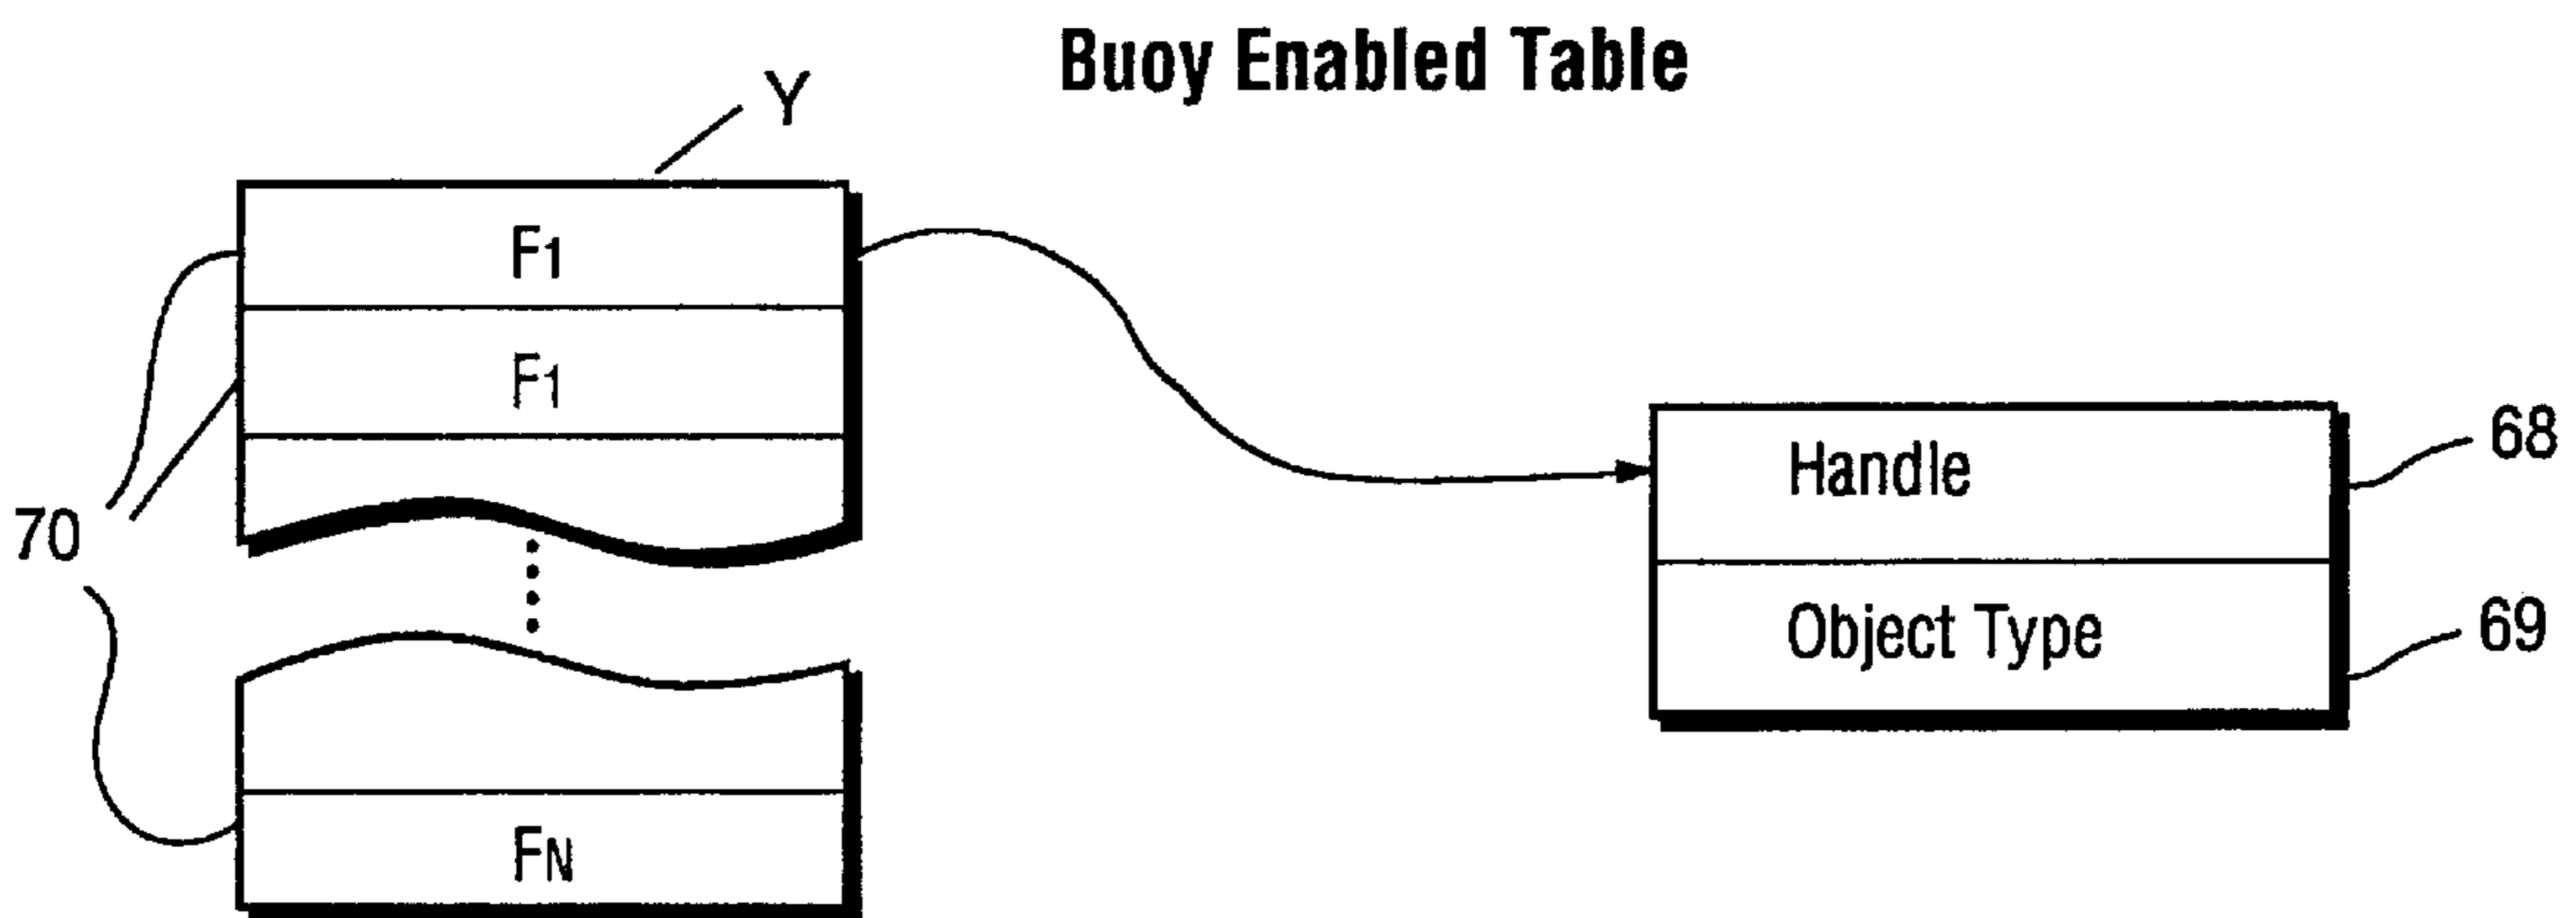 Buoy Enabled Table
Y
F1
F1
Handle
68
70
Object Type
69
FN